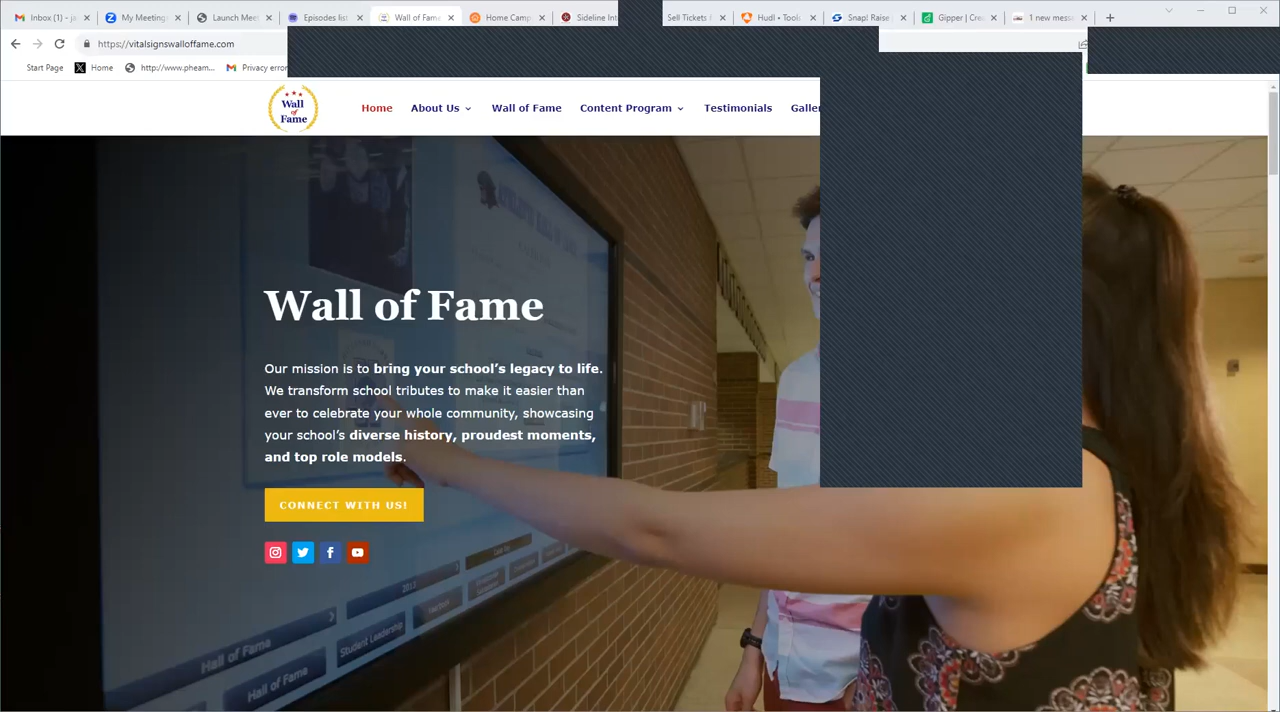 Inbox (1) - ja
My Meeting
Launch Mee
Episodes list
Wall of Fame
Home Camp
Sideline Int
Sell Tickets
Hudl • Tools
Snap! Raise
Gipper | Cre
1 new mess
https://vitalsignswalloffame.com
Start Page
Home
http://www.pheam...
Privacy error
Wall of Fame
Home
About Us
Wall of Fame
Content Program
Testimonials
Galler
Wall of Fame
Our mission is to bring your school's legacy to life.
We transform school tributes to make it easier than
ever to celebrate your whole community, showcasing
your school's diverse history, proudest moments,
and top role models.
CONNECT WITH US!
2013
Hall of Fame
Student Leadership
Hall of Fame